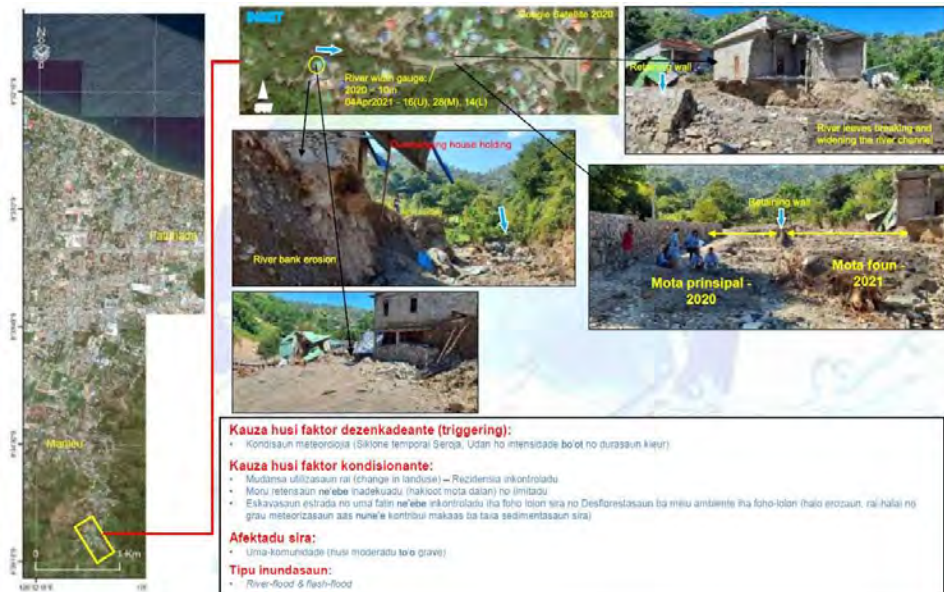 INSET
Google Satellite 2020
River width gauge:
2020 – 10m
04Apr2021 - 16(U), 28(M), 14(L)
Retaining wall
River leaves breaking and
widening the river channel
house holding
River bank erosion
Retaining wall
Mota prinsipal -
2020
Mota foun -
2021
0
1 Km
Kauza husi faktor dezenkadeante (triggering):
• Kondisaun meteorolojia (Siklone temporal Seroja, Udan ho intensidade bo'ot no durasaun kleur)
Kauza husi faktor kondisionante:
• Mudansa utilizasaun rai (change in landuse) – Rezidensia inkontroladu
• Moru retensaun ne'ebe inadekuadu (hakloot mota dalan) no limitadu
• Eskavasaun estrada no uma fatin ne'ebe inkontroladu iha foho lolon sira no Desflorestasaun ba meiu ambiente iha foho-lolon (halo erozaun, rai-halai no
grau meteorizasaun aas nune'e kontribui makaas ba taxa sedimentasaun sira)
Afektadu sira:
• Uma-komunidade (husi moderadu to'o grave)
Tipu inundasaun:
• River-flood & flash-flood